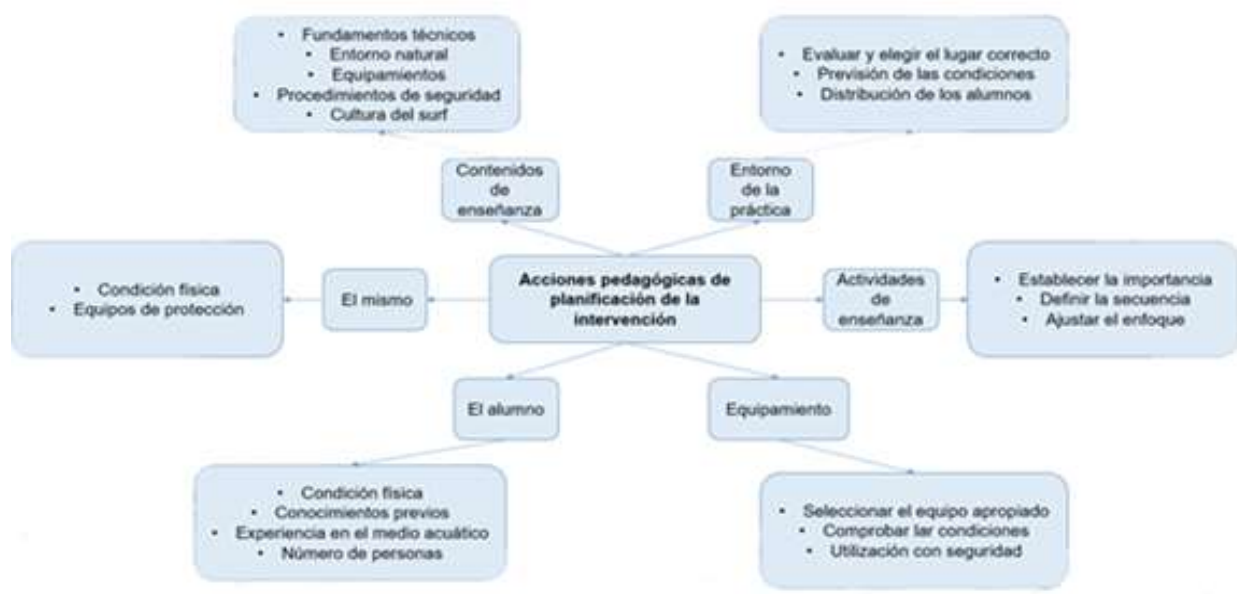 • Fundamentos técnicos
• Entorno natural
• Equipamientos
• Procedimientos de seguridad
• Cultura del surf
• Evaluar y elegir el lugar correcto
• Previsión de las condiciones
• Distribución de los alumnos
Contenidos
de
enseñanza
Entorno
de la
práctica
• Condición física
• Equipos de protección
El mismo
Acciones pedagógicas de
planificación de la
intervención
Actividades
de
enseñanza
• Establecer la importancia
• Definir la secuencia
• Ajustar el enfoque
El alumno
Equipamiento
• Condición física
• Conocimientos previos
• Experiencia en el medio acuático
• Número de personas
• Seleccionar el equipo apropiado
• Comprobar lar condiciones
• Utilización con seguridad